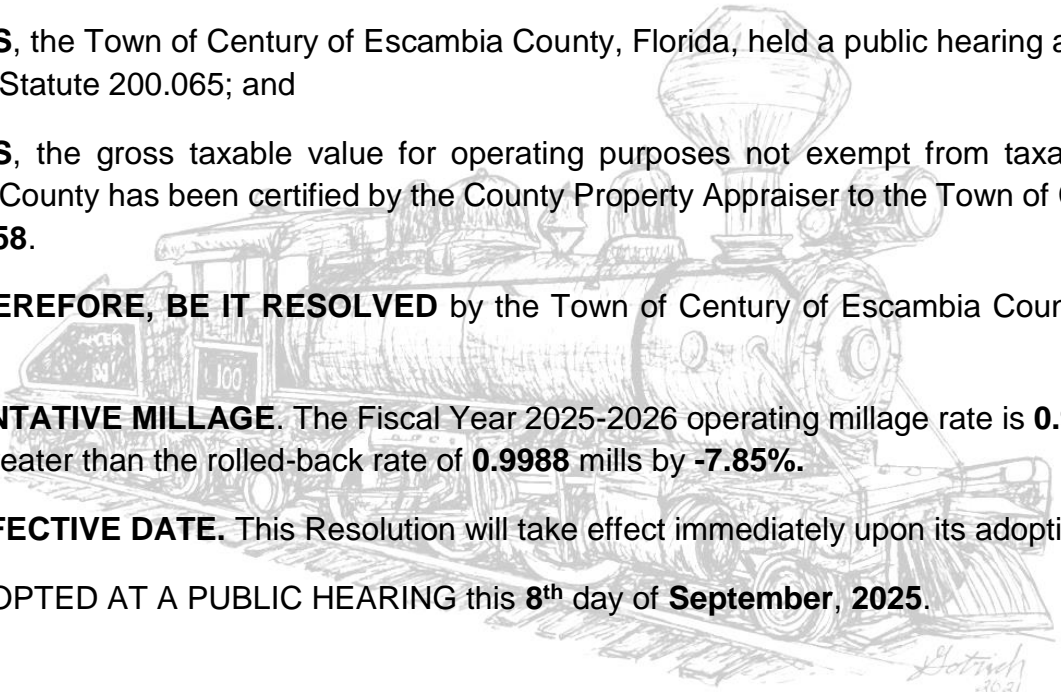 S, the Town of Century of Escambia County, Florida, held a public hearing a
Statute 200.065; and
S, the gross taxable value for operating purposes not exempt from taxa
County has been certified by the County Property Appraiser to the Town of C
58.
EREFORE, BE IT RESOLVED by the Town of Century of Escambia Coun
100
NTATIVE MILLAGE. The Fiscal Year 2025-2026 operating millage rate is 0.
eater than the rolled-back rate of 0.9988 mills by -7.85%.
FECTIVE DATE. This Resolution will take effect immediately upon its adopti
OPTED AT A PUBLIC HEARING this 8th day of September, 2025.
Gotrich
2021